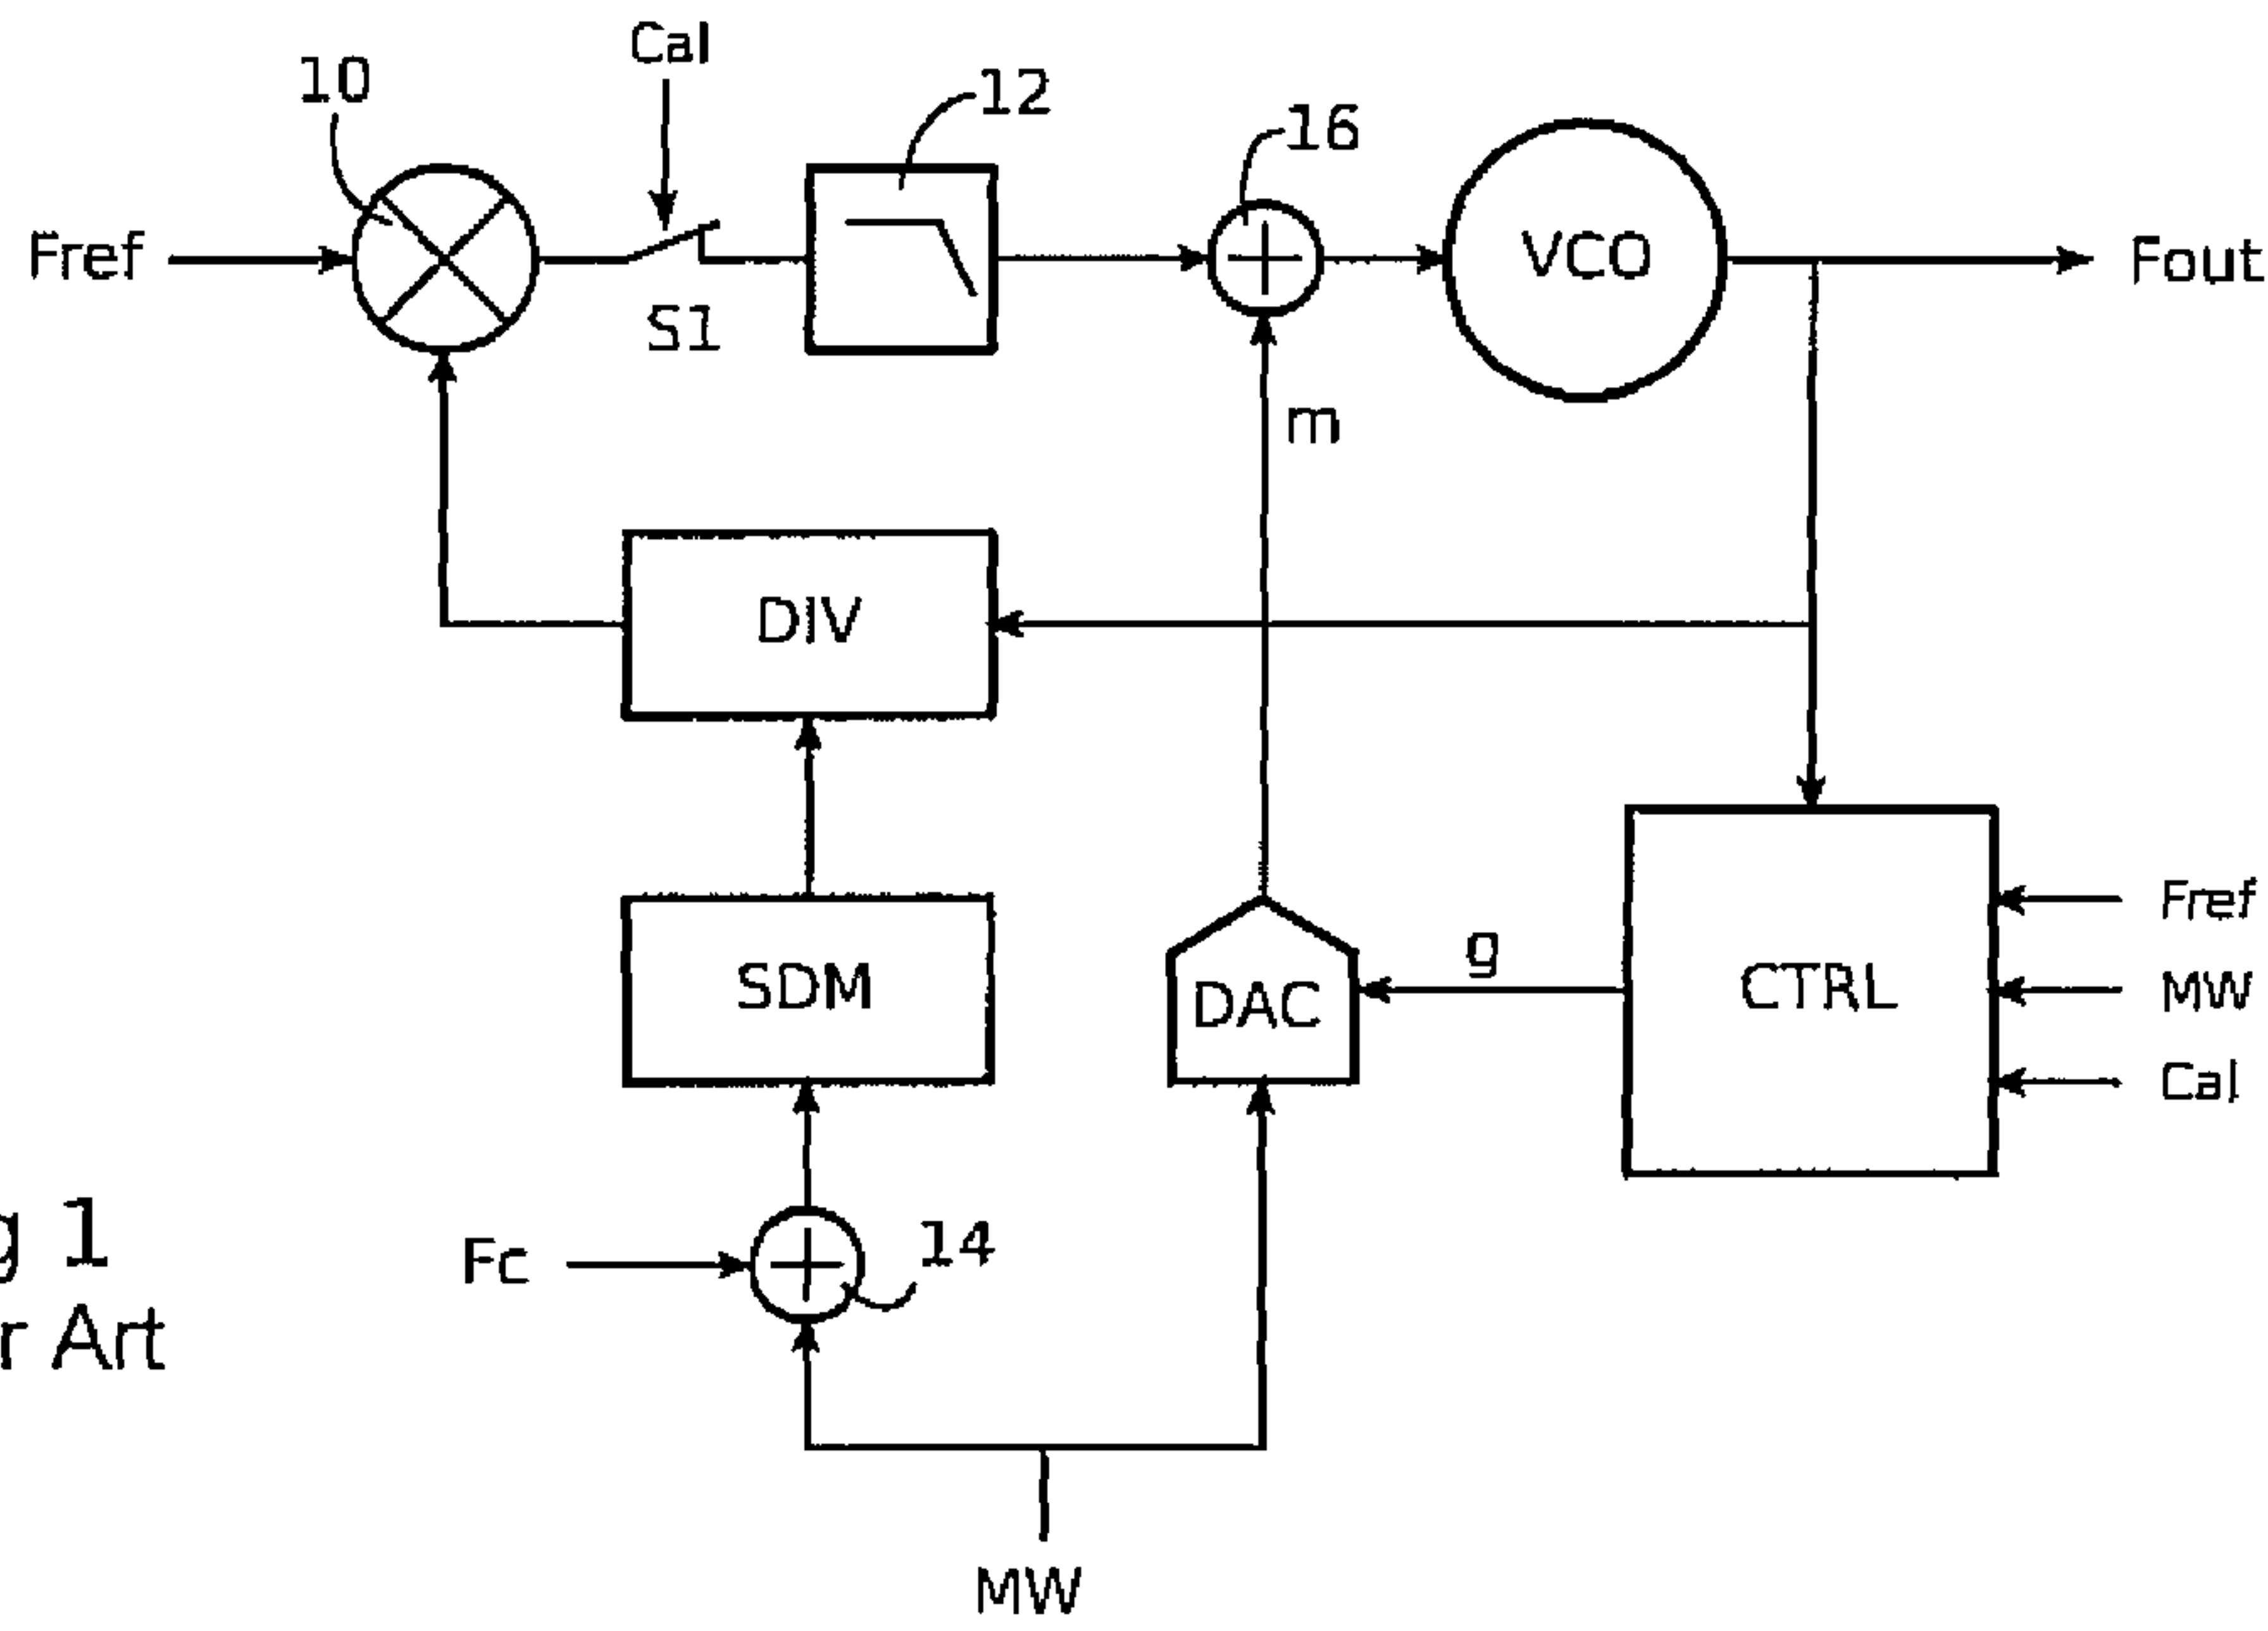 Cal
10
12
16
Fref
VCO
Fout
S1
m
DIV
Fref
g
SDM
DAC
CTRL
MW
Cal
g 1
Fc
14
r Art
MW